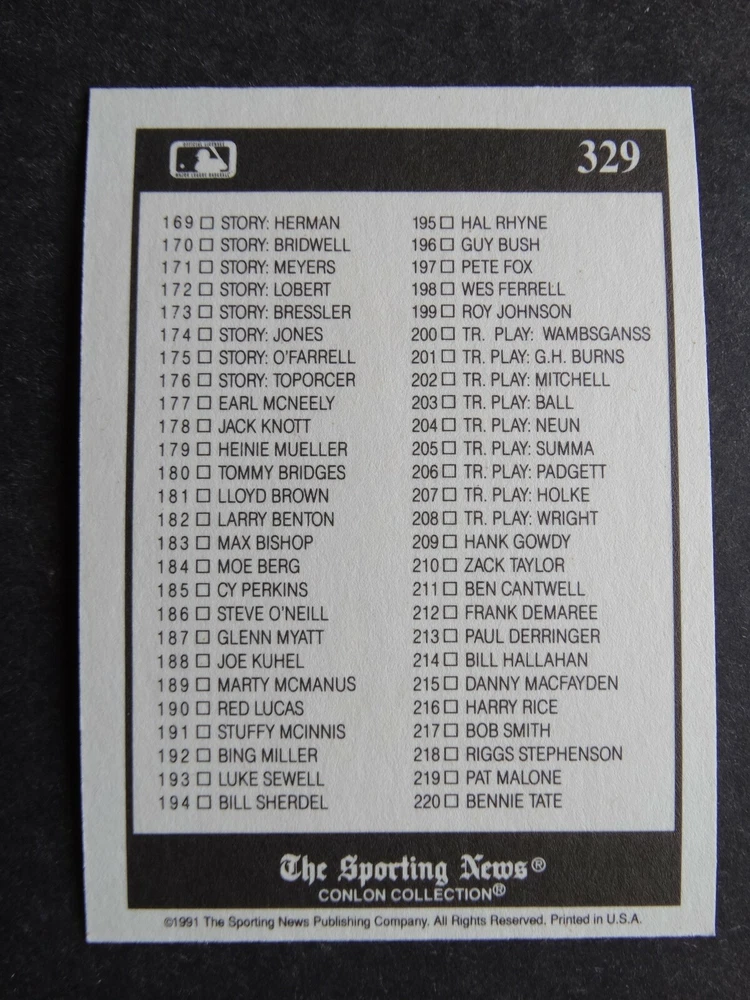 329
169 ☐ STORY: HERMAN
170 ☐ STORY: BRIDWELL
171 ☐ STORY: MEYERS
172 ☐ STORY: LOBERT
173 ☐ STORY: BRESSLER
174 ☐ STORY: JONES
175 ☐ STORY: O'FARRELL
176 ☐ STORY: TOPORCER
177 ☐ EARL MCNEELY
178 ☐ JACK KNOTT
179 ☐ HEINIE MUELLER
180 ☐ TOMMY BRIDGES
181 ☐ LLOYD BROWN
182 ☐ LARRY BENTON
183 ☐ MAX BISHOP
184 ☐ MOE BERG
185 ☐ CY PERKINS
186 ☐ STEVE O'NEILL
187 ☐ GLENN MYATT
188 ☐ JOE KUHEL
189 ☐ MARTY MCMANUS
190 ☐ RED LUCAS
191 ☐ STUFFY MCINNIS
192 ☐ BING MILLER
193 ☐ LUKE SEWELL
194 ☐ BILL SHERDEL
195 ☐ HAL RHYNE
196 ☐ GUY BUSH
197 ☐ PETE FOX
198 ☐ WES FERRELL
199 ☐ ROY JOHNSON
200 ☐ TR. PLAY: WAMBSGANSS
201 ☐ TR. PLAY: G.H. BURNS
202 ☐ TR. PLAY: MITCHELL
203 ☐ TR. PLAY: BALL
204 ☐ TR. PLAY: NEUN
205 ☐ TR. PLAY: SUMMA
206 ☐ TR. PLAY: PADGETT
207 ☐ TR. PLAY: HOLKE
208 ☐ TR. PLAY: WRIGHT
209 ☐ HANK GOWDY
210 ☐ ZACK TAYLOR
211 ☐ BEN CANTWELL
212 ☐ FRANK DEMAREE
213 ☐ PAUL DERRINGER
214 ☐ BILL HALLAHAN
215 ☐ DANNY MACFAYDEN
216 ☐ HARRY RICE
217 ☐ BOB SMITH
218 ☐ RIGGS STEPHENSON
219 ☐ PAT MALONE
220 ☐ BENNIE TATE
The Sporting News®
CONLON COLLECTION®
©1991 The Sporting News Publishing Company. All Rights Reserved. Printed in U.S.A.